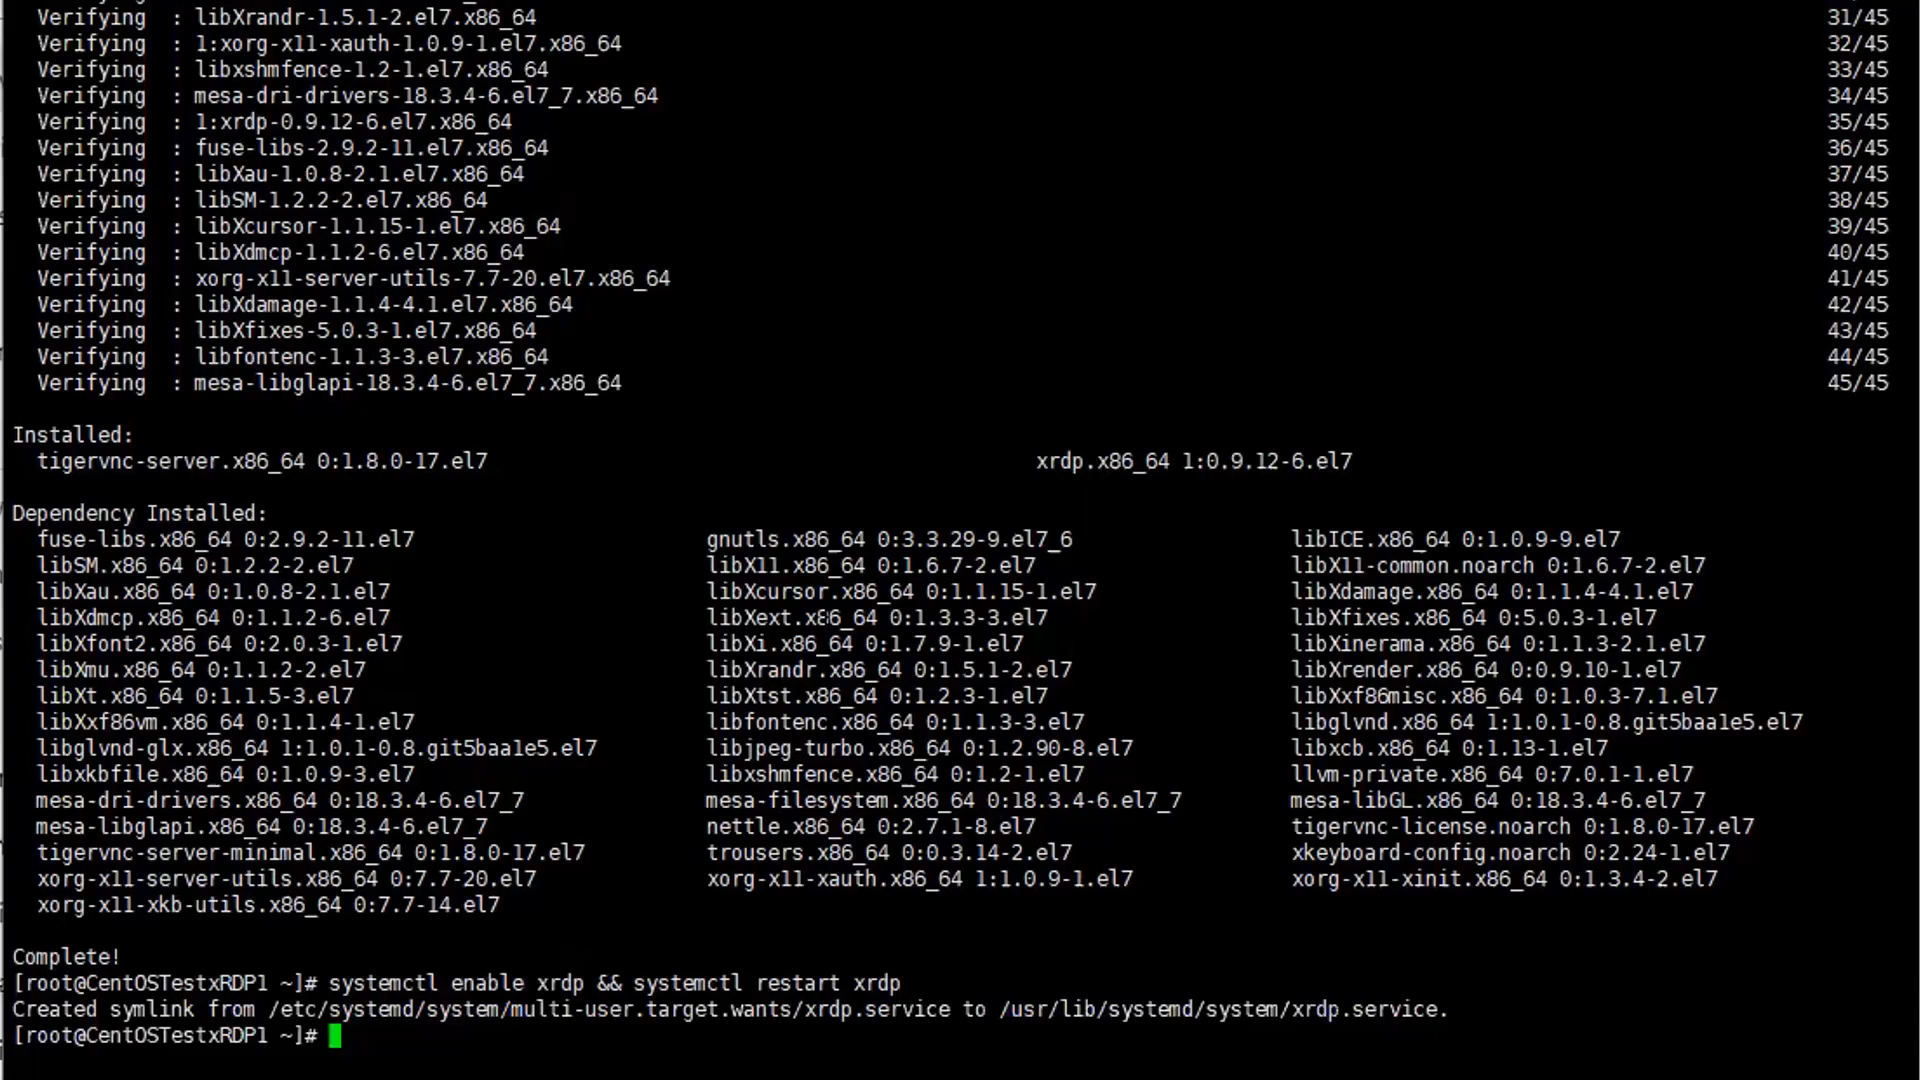 Verifying : libXrandr-1.5.1-2.el7.x86_64 31/45
Verifying : 1:xorg-x11-xauth-1.0.9-1.el7.x86_64 32/45
Verifying : libxshmfence-1.2-1.el7.x86_64 33/45
Verifying : mesa-dri-drivers-18.3.4-6.el7_7.x86_64 34/45
Verifying : 1:xrdp-0.9.12-6.el7.x86_64 35/45
Verifying : fuse-libs-2.9.2-11.el7.x86_64 36/45
Verifying : libXau-1.0.8-2.1.el7.x86_64 37/45
Verifying : libSM-1.2.2-2.el7.x86_64 38/45
Verifying : libXcursor-1.1.15-1.el7.x86_64 39/45
Verifying : libXdmcp-1.1.2-6.el7.x86_64 40/45
Verifying : xorg-x11-server-utils-7.7-20.el7.x86_64 41/45
Verifying : libXdamage-1.1.4-4.1.el7.x86_64 42/45
Verifying : libXfixes-5.0.3-1.el7.x86_64 43/45
Verifying : libfontenc-1.1.3-3.el7.x86_64 44/45
Verifying : mesa-libglapi-18.3.4-6.el7_7.x86_64 45/45
Installed:
tigervnc-server.x86_64 0:1.8.0-17.el7 xrdp.x86_64 1:0.9.12-6.el7
Dependency Installed:
fuse-libs.x86_64 0:2.9.2-11.el7 gnutls.x86_64 0:3.3.29-9.el7_6 libICE.x86_64 0:1.0.9-9.el7
libSM.x86_64 0:1.2.2-2.el7 libX11.x86_64 0:1.6.7-2.el7 libX11-common.noarch 0:1.6.7-2.el7
libXau.x86_64 0:1.0.8-2.1.el7 libXcursor.x86_64 0:1.1.15-1.el7 libXdamage.x86_64 0:1.1.4-4.1.el7
libXdmcp.x86_64 0:1.1.2-6.el7 libXext.x86_64 0:1.3.3-3.el7 libXfixes.x86_64 0:5.0.3-1.el7
libXfont2.x86_64 0:2.0.3-1.el7 libXi.x86_64 0:1.7.9-1.el7 libXinerama.x86_64 0:1.1.3-2.1.el7
libXmu.x86_64 0:1.1.2-2.el7 libXrandr.x86_64 0:1.5.1-2.el7 libXrender.x86_64 0:0.9.10-1.el7
libXt.x86_64 0:1.1.5-3.el7 libXtst.x86_64 0:1.2.3-1.el7 libXxf86misc.x86_64 0:1.0.3-7.1.el7
libXxf86vm.x86_64 0:1.1.4-1.el7 libfontenc.x86_64 0:1.1.3-3.el7 libglvnd.x86_64 1:1.0.1-0.8.git5baa1e5.el7
libglvnd-glx.x86_64 1:1.0.1-0.8.git5baa1e5.el7 libjpeg-turbo.x86_64 0:1.2.90-8.el7 libxcb.x86_64 0:1.13-1.el7
libxkbfile.x86_64 0:1.0.9-3.el7 libxshmfence.x86_64 0:1.2-1.el7 llvm-private.x86_64 0:7.0.1-1.el7
mesa-dri-drivers.x86_64 0:18.3.4-6.el7_7 mesa-filesystem.x86_64 0:18.3.4-6.el7_7 mesa-libGL.x86_64 0:18.3.4-6.el7_7
mesa-libglapi.x86_64 0:18.3.4-6.el7_7 nettle.x86_64 0:2.7.1-8.el7 tigervnc-license.noarch 0:1.8.0-17.el7
tigervnc-server-minimal.x86_64 0:1.8.0-17.el7 trousers.x86_64 0:0.3.14-2.el7 xkeyboard-config.noarch 0:2.24-1.el7
xorg-x11-server-utils.x86_64 0:7.7-20.el7 xorg-x11-xauth.x86_64 1:1.0.9-1.el7 xorg-x11-xinit.x86_64 0:1.3.4-2.el7
xorg-x11-xkb-utils.x86_64 0:7.7-14.el7
Complete!
[root@CentOSTestxRDP1 ~]# systemctl enable xrdp && systemctl restart xrdp
Created symlink from /etc/systemd/system/multi-user.target.wants/xrdp.service to /usr/lib/systemd/system/xrdp.service.
[root@CentOSTestxRDP1 ~]#